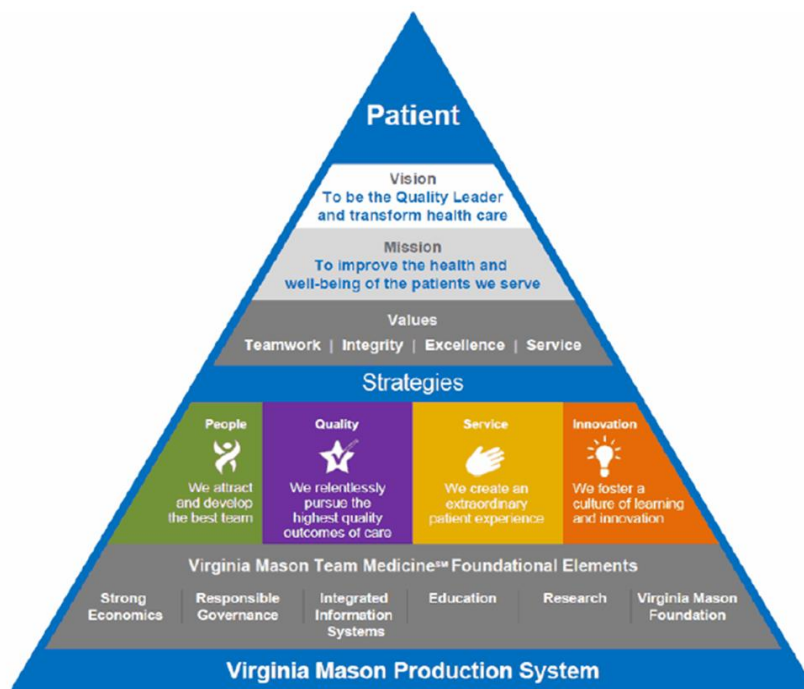 Patient
Vision
To be the Quality Leader
and transform health care
Mission
To improve the health and
well-being of the patients we serve
Values
Teamwork | Integrity | Excellence | Service
Strategies
People
We attract
and develop
the best team
Quality
We relentlessly
pursue the
highest quality
outcomes of care
Service
We create an
extraordinary
patient experience
Innovation
We foster a
culture of learning
and innovation
Virginia Mason Team Medicine℠ Foundational Elements
Strong
Economics
Responsible
Governance
Integrated
Information
Systems
Education
Research
Virginia Mason
Foundation
Virginia Mason Production System